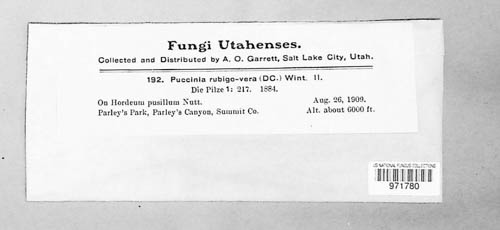 Fungi Utahenses.
Collected and Distributed by A. O. Garrett, Salt Lake City, Utah.
192. Puccinia rubigo-vera (DC.) Wint. II.
Die Pilze 1: 217. 1884.
On Hordeum pusillum Nutt. Aug. 26, 1909.
Parley's Park, Parley's Canyon, Summit Co. Alt. about 6000 ft.
US NATIONAL FUNGUS COLLECTIONS
971780